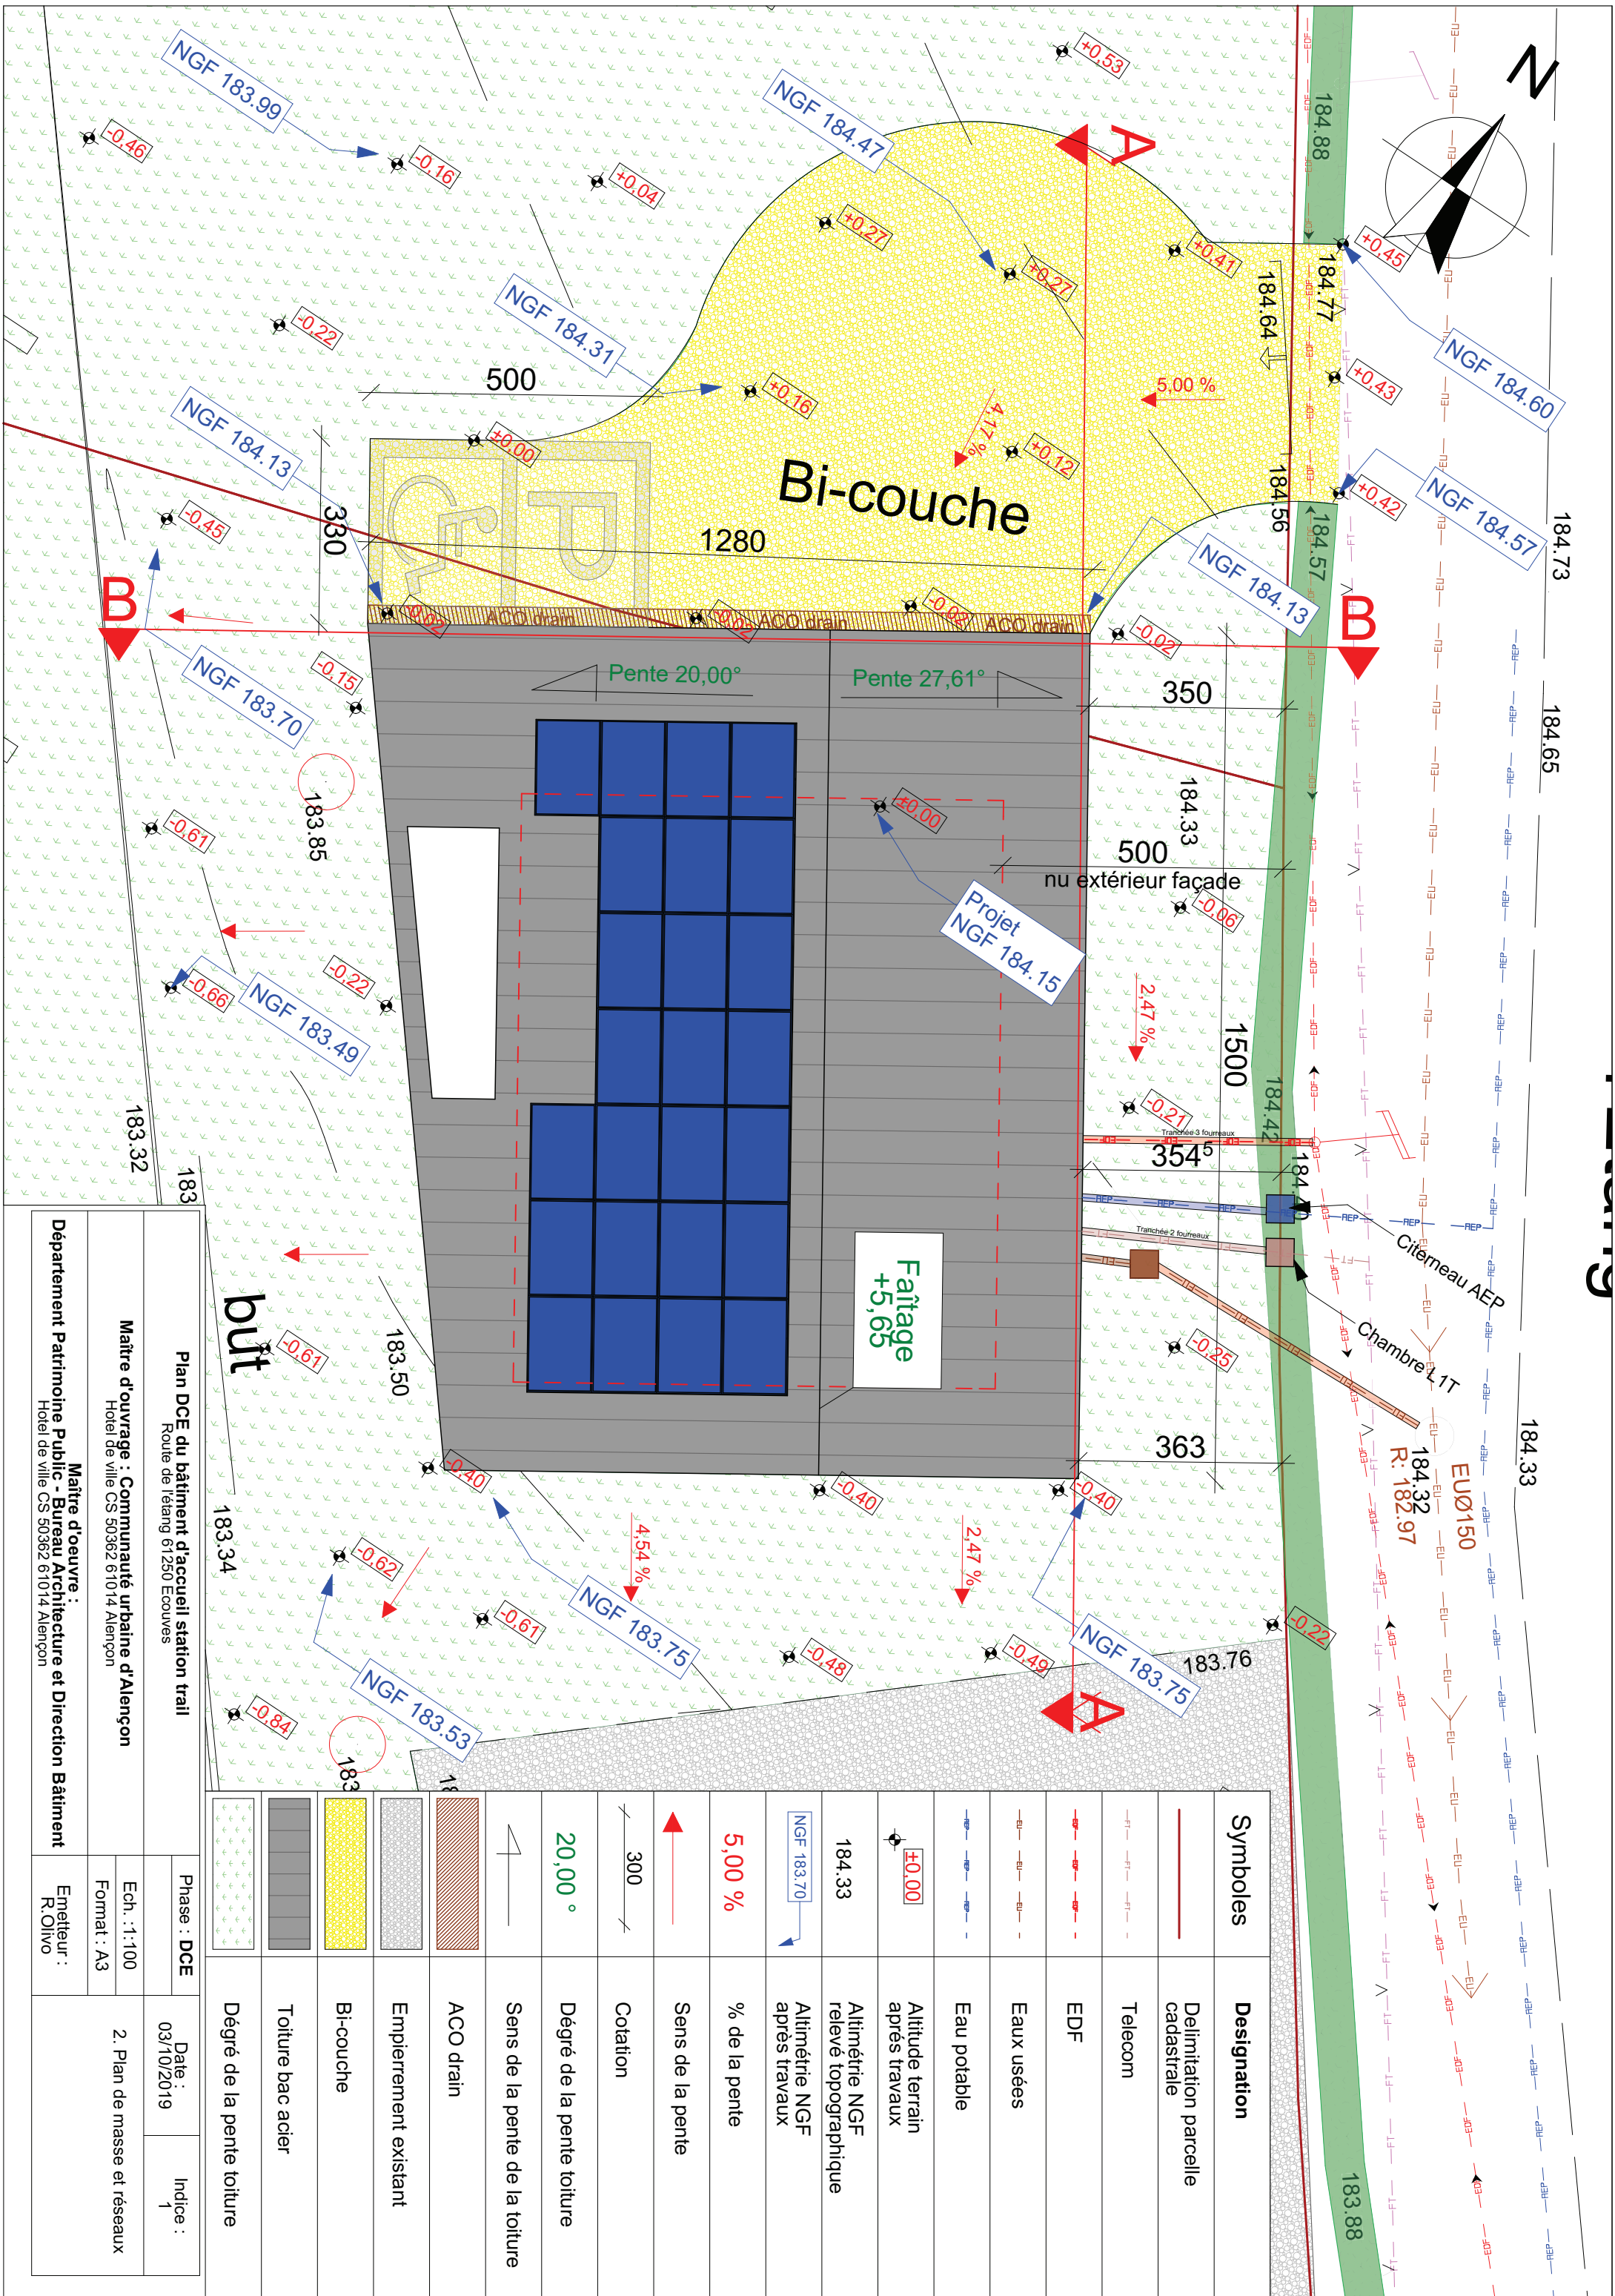 N
l'Etang
184.88
184.77
184.64
184.56
184.57
184.73
184.65
184.33
184.42
184.33
184.32
R: 182.97
EUØ150
183.88
183.76
183.85
183.50
183.32
183.34
NGF 183.99
NGF 184.47
NGF 184.31
NGF 184.13
NGF 184.60
NGF 184.57
NGF 184.13
NGF 183.70
NGF 183.49
Projet
NGF 184.15
NGF 183.75
NGF 183.75
NGF 183.53
+0,53
-0,46
-0,16
+0,04
+0,27
+0,27
+0,41
+0,45
+0,43
+0,42
-0,22
+0,16
+0,12
±0,00
-0,45
-0,02
-0,02
-0,02
-0,02
-0,15
±0,00
-0,61
-0,06
-0,66
-0,22
-0,21
-0,61
-0,25
-0,40
-0,40
-0,40
-0,62
-0,61
-0,48
-0,49
-0,22
-0,84
5,00 %
4,17 %
2,47 %
4,54 %
2,47 %
A
A
B
B
Bi-couche
P
500
330
1280
350
500
nu extérieur façade
1500
354⁵
363
ACO drain
ACO drain
ACO drain
Pente 20,00°
Pente 27,61°
Faîtage
+5,65
Tranchée 3 fourreaux
Tranchée 2 fourreaux
Citerneau AEP
Chambre L1T
but
Symboles
Designation
Delimitation parcelle
cadastrale
FT
Telecom
EDF
EDF
EU
Eaux usées
REP
Eau potable
±0,00
Altitude terrain
aprés travaux
184.33
Altimétrie NGF
relevé topographique
NGF 183.70
Altimétrie NGF
après travaux
5,00 %
% de la pente
Sens de la pente
300
Cotation
20,00 °
Dégré de la pente toiture
Sens de la pente de la toiture
ACO drain
Empierrement existant
Bi-couche
Toiture bac acier
Dégré de la pente toiture
Plan DCE du bâtiment d'accueil station trail
Route de l'étang 61250 Ecouves
Maître d'ouvrage : Communauté urbaine d'Alençon
Hotel de ville CS 50362 61014 Alençon
Maître d'oeuvre :
Département Patrimoine Public - Bureau Architecture et Direction Bâtiment
Hotel de ville CS 50362 61014 Alençon
Phase : DCE
Ech. :1:100
Format : A3
Emetteur :
R.Olivo
Date :
03/10/2019
Indice :
1
2. Plan de masse et réseaux